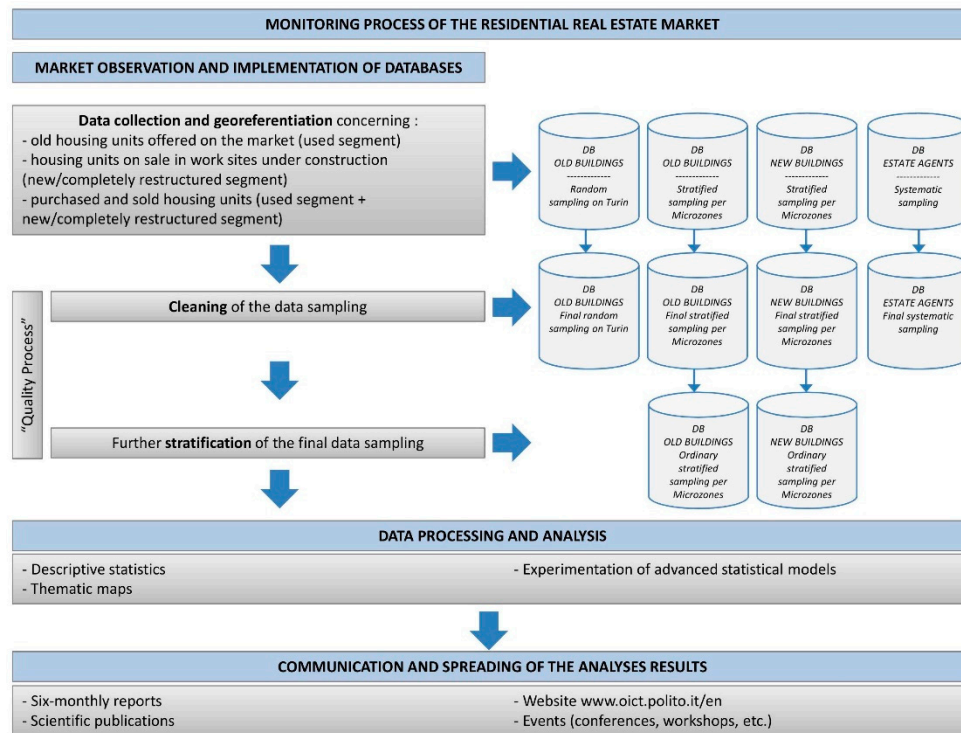 MONITORING PROCESS OF THE RESIDENTIAL REAL ESTATE MARKET
MARKET OBSERVATION AND IMPLEMENTATION OF DATABASES
Data collection and georeferentiation concerning :
- old housing units offered on the market (used segment)
- housing units on sale in work sites under construction
(new/completely restructured segment)
- purchased and sold housing units (used segment +
new/completely restructured segment)
DB
OLD BUILDINGS
-------------
Random
sampling on Turin
DB
OLD BUILDINGS
-------------
Stratified
sampling per
Microzones
DB
NEW BUILDINGS
-------------
Stratified
sampling per
Microzones
DB
ESTATE AGENTS
-------------
Systematic
sampling
"Quality Process"
Cleaning of the data sampling
DB
OLD BUILDINGS
Final random
sampling on Turin
DB
OLD BUILDINGS
Final stratified
sampling per
Microzones
DB
NEW BUILDINGS
Final stratified
sampling per
Microzones
DB
ESTATE AGENTS
Final systematic
sampling
Further stratification of the final data sampling
DB
OLD BUILDINGS
Ordinary
stratified
sampling per
Microzones
DB
NEW BUILDINGS
Ordinary
stratified
sampling per
Microzones
DATA PROCESSING AND ANALYSIS
- Descriptive statistics
- Thematic maps
- Experimentation of advanced statistical models
COMMUNICATION AND SPREADING OF THE ANALYSES RESULTS
- Six-monthly reports
- Scientific publications
- Website www.oict.polito.it/en
- Events (conferences, workshops, etc.)